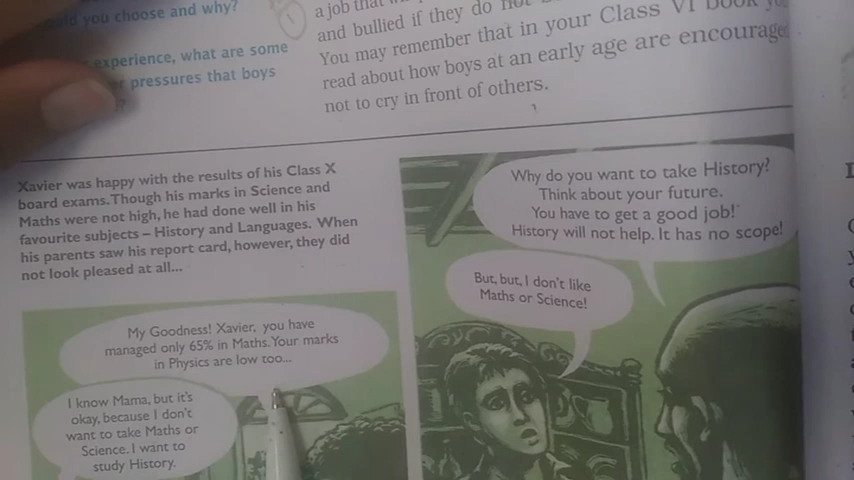 ld you choose and why?
experience, what are some
pressures that boys
a job that
and bullied if they do not
You may remember that in your Class VI book
read about how boys at an early age are encourage
not to cry in front of others.
Xavier was happy with the results of his Class X
board exams. Though his marks in Science and
Maths were not high, he had done well in his
favourite subjects – History and Languages. When
his parents saw his report card, however, they did
not look pleased at all...
My Goodness! Xavier, you have
managed only 65% in Maths. Your marks
in Physics are low too...
I know Mama, but it's
okay, because I don't
want to take Maths or
Science. I want to
study History.
Why do you want to take History?
Think about your future.
You have to get a good job!
History will not help. It has no scope!
But, but, I don't like
Maths or Science!